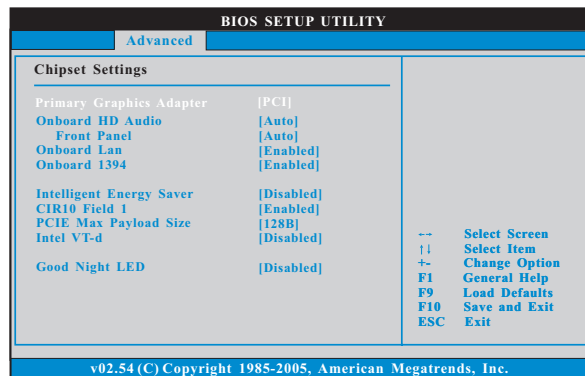 BIOS SETUP UTILITY
Advanced
Chipset Settings
Primary Graphics Adapter [PCI]
Onboard HD Audio [Auto]
Front Panel [Auto]
Onboard Lan [Enabled]
Onboard 1394 [Enabled]
Intelligent Energy Saver [Disabled]
CIR10 Field 1 [Enabled]
PCIE Max Payload Size [128B]
Intel VT-d [Disabled]
Good Night LED [Disabled]
←→ Select Screen
↑↓ Select Item
+- Change Option
F1 General Help
F9 Load Defaults
F10 Save and Exit
ESC Exit
v02.54 (C) Copyright 1985-2005, American Megatrends, Inc.